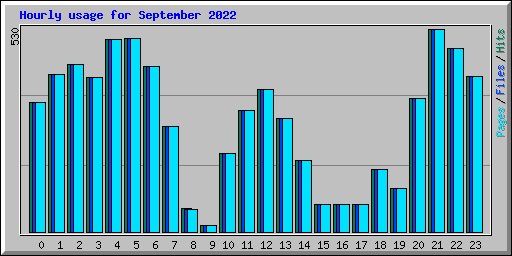 Hourly usage for September 2022
530
Pages/Files/Hits
0 1 2 3 4 5 6 7 8 9 10 11 12 13 14 15 16 17 18 19 20 21 22 23